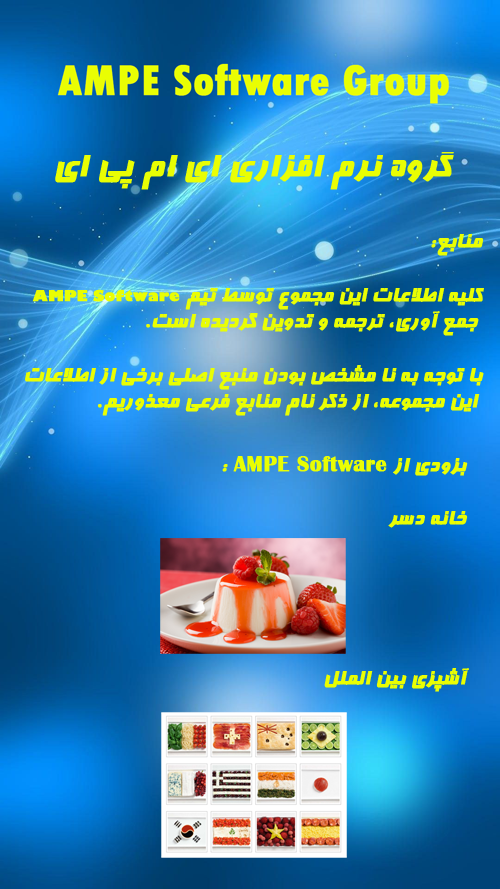 AMPE Software Group
گروه نرم افزاری ای ام پی ای
منابع:
کلیه اطلاعات این مجموع توسط تیم AMPE Software
جمع آوری، ترجمه و تدوین گردیده است.
با توجه به نا مشخص بودن منبع اصلی برخی از اطلاعات
این مجموعه، از ذکر نام منابع فرعی معذوریم.
بزودی از AMPE Software :
خانه دسر
آشپزی بین الملل